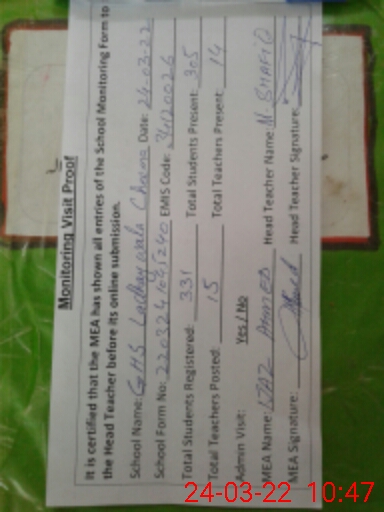 Monitoring Visit Proof
It is certified that the MEA has shown all entries of the School Monitoring Form to
the Head Teacher before its online submission.
School Name: GHS Date: 24-03-22
School Form No: EMIS Code:
Total Students Registered: 331 Total Students Present: 305
Total Teachers Posted: 15 Total Teachers Present 14
Admin Visit: Yes / No
MEA Name: IJAZ AHMED Head Teacher Name: M. SHAFIQ
MEA Signature: Head Teacher Signature:
24-03-22 10:47